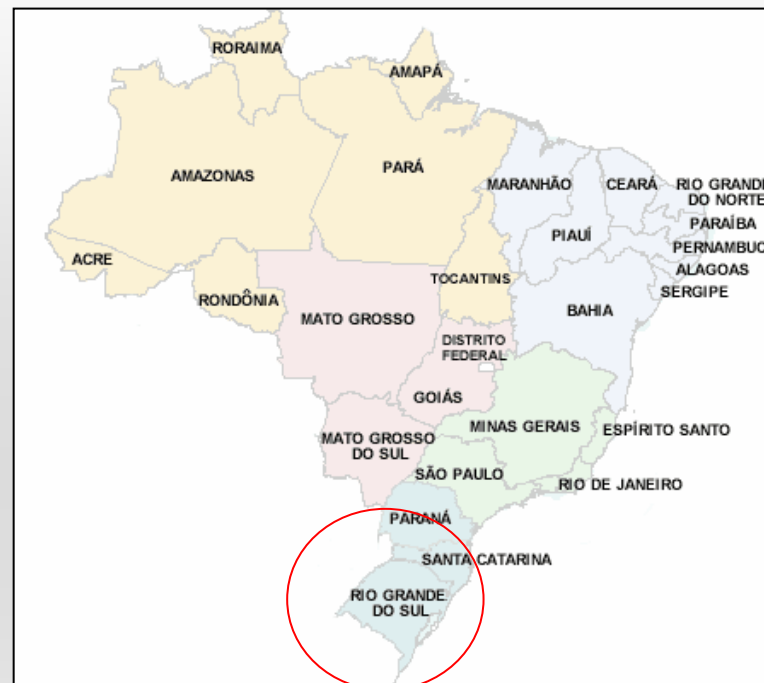 RORAIMA
AMAPÁ
AMAZONAS
PARÁ
MARANHÃO
CEARÁ
RIO GRANDE
DO NORTE
PARAÍBA
PIAUÍ
PERNAMBUC
ACRE
ALAGOAS
TOCANTINS
SERGIPE
RONDÔNIA
BAHIA
MATO GROSSO
DISTRITO
FEDERAL
GOIÁS
MINAS GERAIS
ESPÍRITO SANTO
MATO GROSSO
DO SUL
SÃO PAULO
RIO DE JANEIRO
PARANÁ
SANTA CATARINA
RIO GRANDE
DO SUL